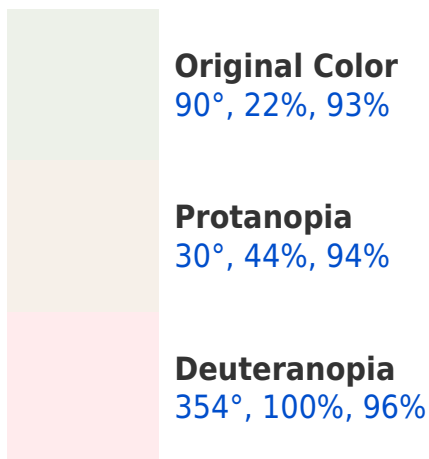 Original Color
90°, 22%, 93%
Protanopia
30°, 44%, 94%
Deuteranopia
354°, 100%, 96%